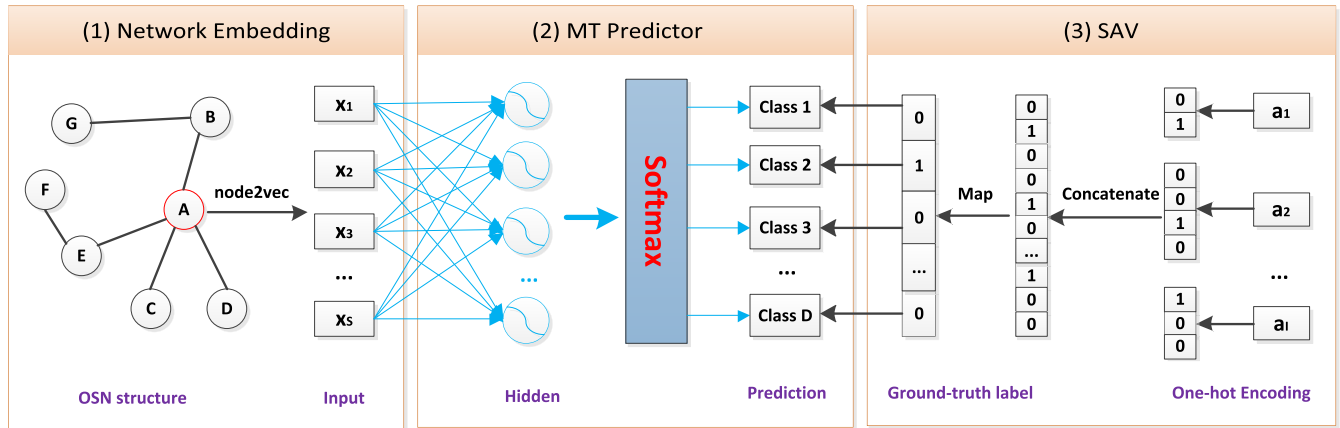 (1) Network Embedding
(2) MT Predictor
(3) SAV
G
B
F
A
E
C
D
node2vec
x1
x2
x3
...
xS
...
Softmax
Class 1
Class 2
Class 3
...
Class D
0
1
0
...
0
Map
0
1
0
0
1
0
...
1
0
0
Concatenate
0
1
a1
0
0
1
0
a2
...
1
0
0
aI
OSN structure
Input
Hidden
Prediction
Ground-truth label
One-hot Encoding